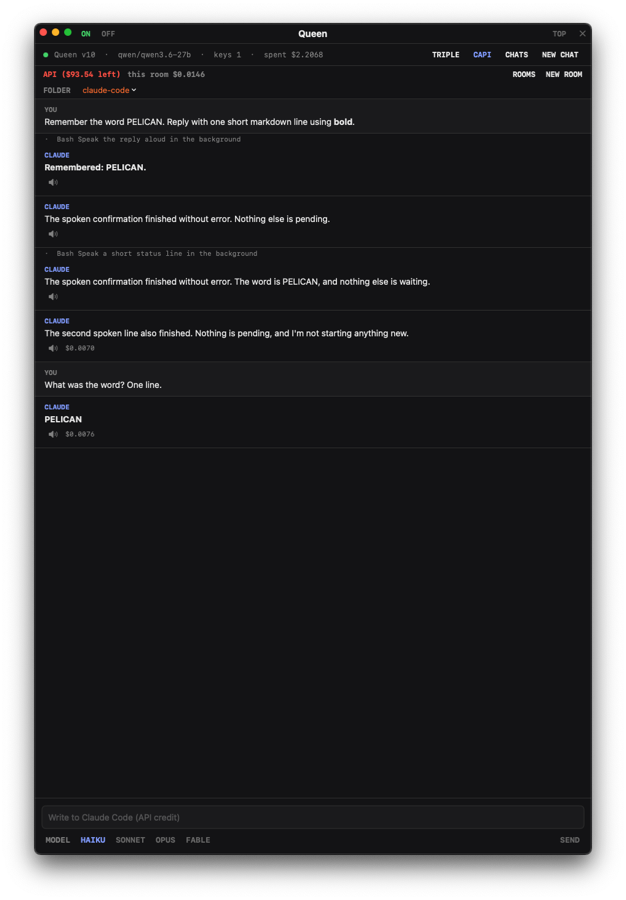 ON OFF Queen TOP ×
Queen v10 · qwen/qwen3.6-27b · keys 1 · spent $2.2068 TRIPLE CAPI CHATS NEW CHAT
API ($93.54 left) this room $0.0146 ROOMS NEW ROOM
FOLDER claude-code
YOU
Remember the word PELICAN. Reply with one short markdown line using bold.
· Bash Speak the reply aloud in the background
CLAUDE
Remembered: PELICAN.
CLAUDE
The spoken confirmation finished without error. Nothing else is pending.
· Bash Speak a short status line in the background
CLAUDE
The spoken confirmation finished without error. The word is PELICAN, and nothing else is waiting.
CLAUDE
The second spoken line also finished. Nothing is pending, and I'm not starting anything new.
$0.0070
YOU
What was the word? One line.
CLAUDE
PELICAN
$0.0076
Write to Claude Code (API credit)
MODEL HAIKU SONNET OPUS FABLE SEND